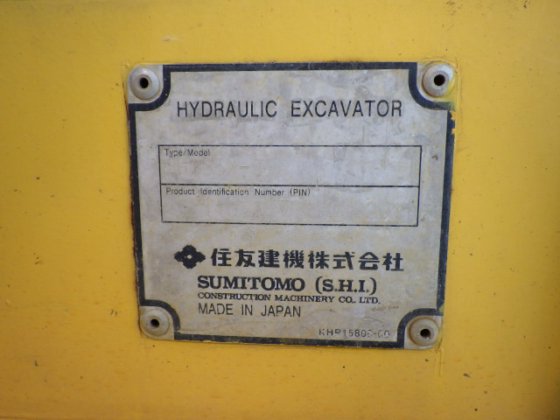 HYDRAULIC EXCAVATOR
Type/Model
Product Identification Number (PIN)
住友建機株式会社
SUMITOMO (S.H.I.)
CONSTRUCTION MACHINERY CO., LTD.
MADE IN JAPAN